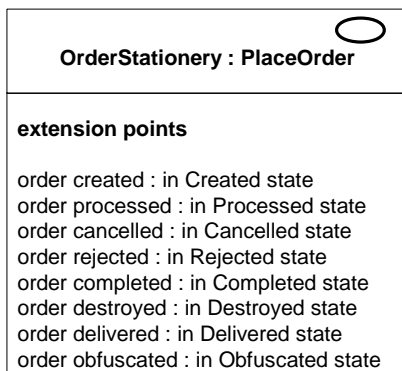 OrderStationery : PlaceOrder
extension points
order created : in Created state
order processed : in Processed state
order cancelled : in Cancelled state
order rejected : in Rejected state
order completed : in Completed state
order destroyed : in Destroyed state
order delivered : in Delivered state
order obfuscated : in Obfuscated state